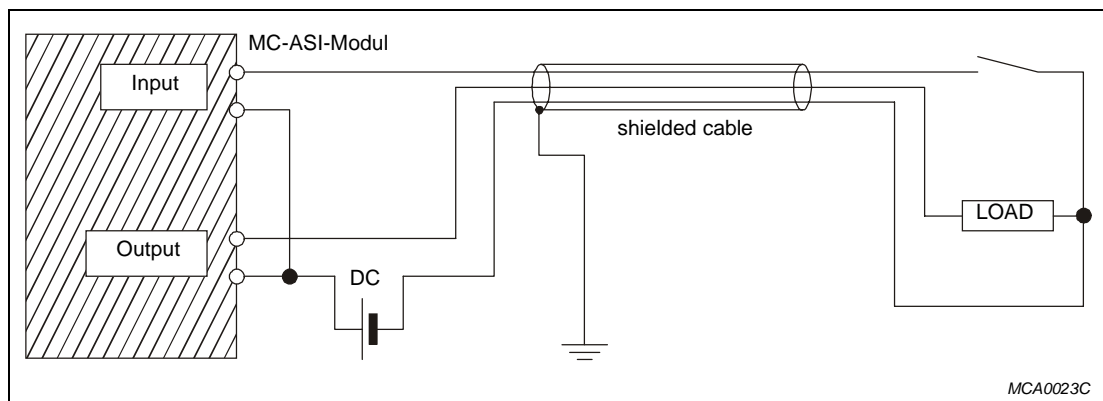 MC-ASI-Modul
Input
shielded cable
LOAD
Output
DC
MCA0023C